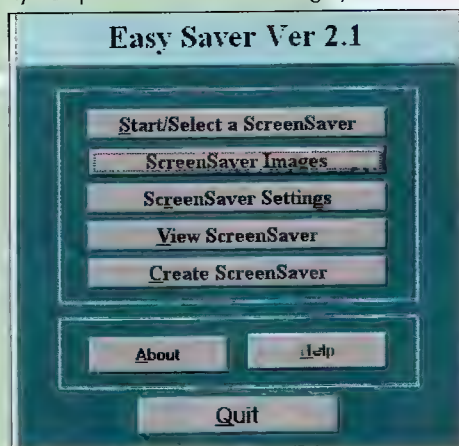 Easy Saver Ver 2.1
Start/Select a ScreenSaver
ScreenSaver Images
ScreenSaver Settings
View ScreenSaver
Create ScreenSaver
About
Help
Quit